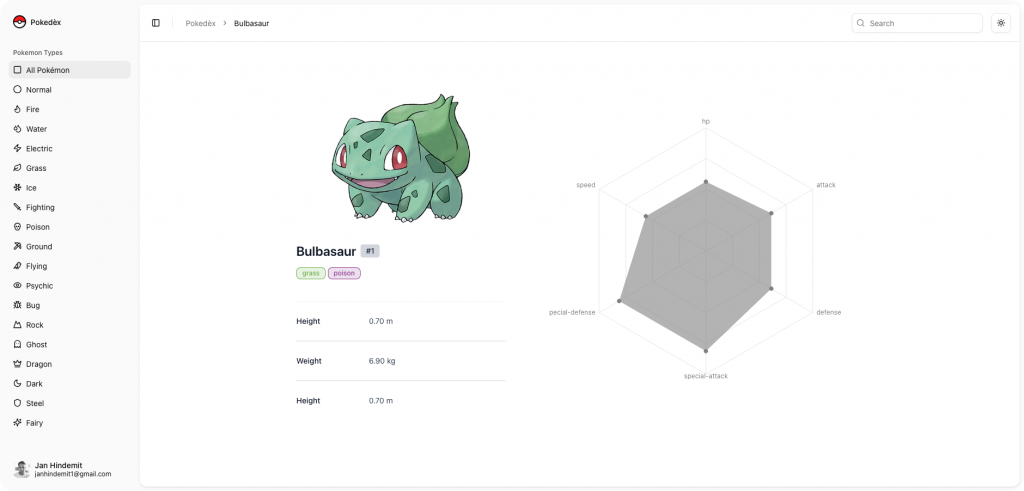 Pokedèx
Pokemon Types
All Pokémon
Normal
Fire
Water
Electric
Grass
Ice
Fighting
Poison
Ground
Flying
Psychic
Bug
Rock
Ghost
Dragon
Dark
Steel
Fairy
Jan Hindemit
janhindemit1@gmail.com
Pokedèx > Bulbasaur
Search
Bulbasaur #1
grass poison
Height 0.70 m
Weight 6.90 kg
Height 0.70 m
hp
speed attack
pecial-defense defense
special-attack